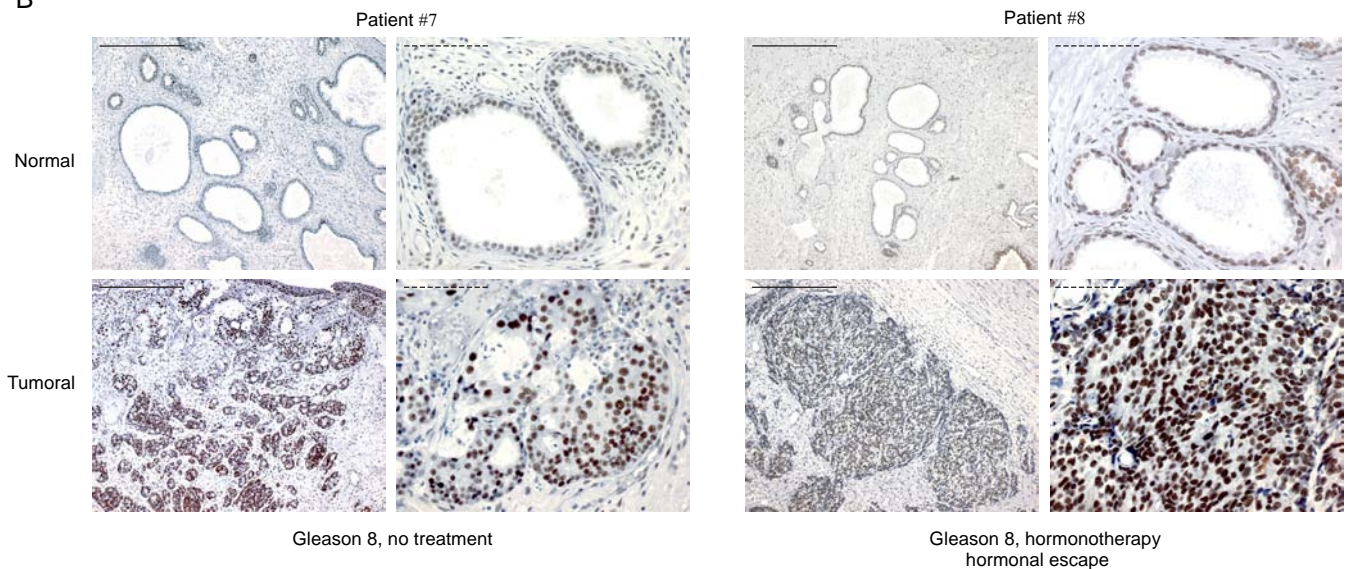 B
Patient #7
Patient #8
Normal
Tumoral
Gleason 8, no treatment
Gleason 8, hormonotherapy
hormonal escape